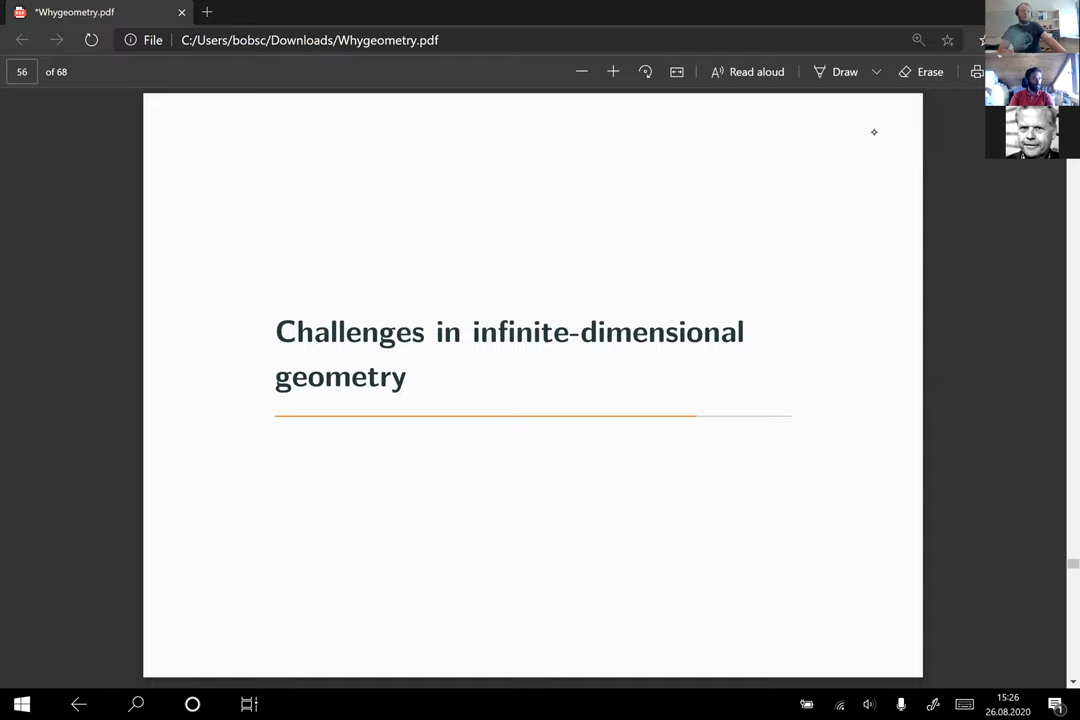 *Whygeometry.pdf
File
C:/Users/bobsc/Downloads/Whygeometry.pdf
56 of 68
Read aloud
Draw
Erase
Challenges in infinite-dimensional
geometry
15:26
26.08.2020